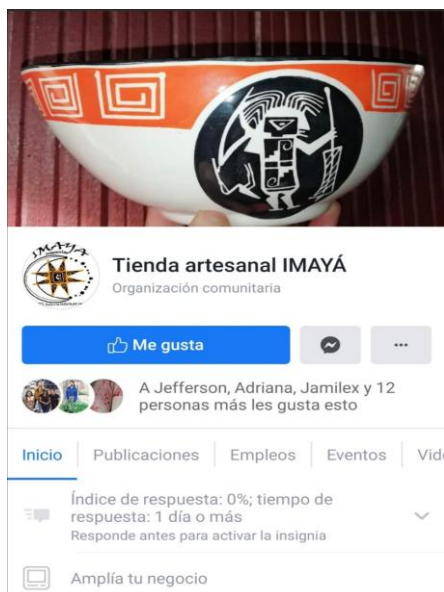 IMAYÁ
Tienda artesanal IMAYÁ
Organización comunitaria
Me gusta
A Jefferson, Adriana, Jamilex y 12
personas más les gusta esto
Inicio
Publicaciones
Empleos
Eventos
Vide
Índice de respuesta: 0%; tiempo de
respuesta: 1 día o más
Responde antes para activar la insignia
Amplía tu negocio